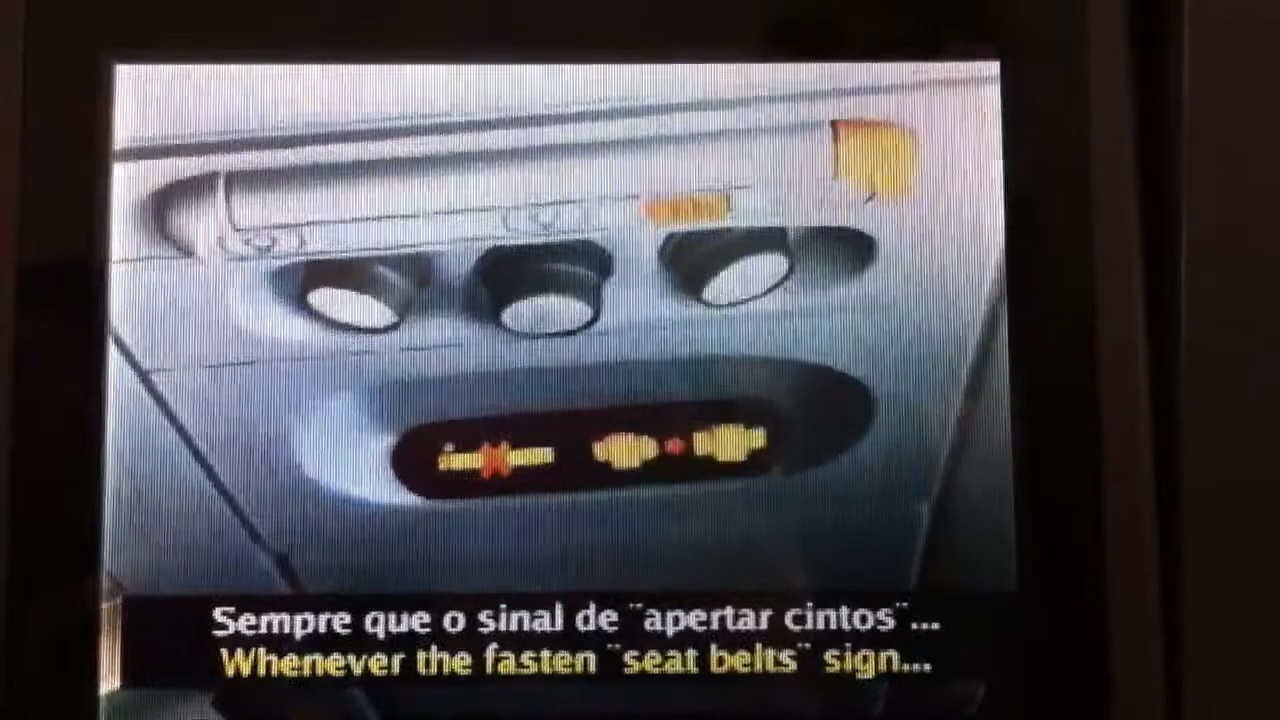 Sempre que o sinal de ¨apertar cintos¨...
Whenever the fasten ¨seat belts¨ sign...